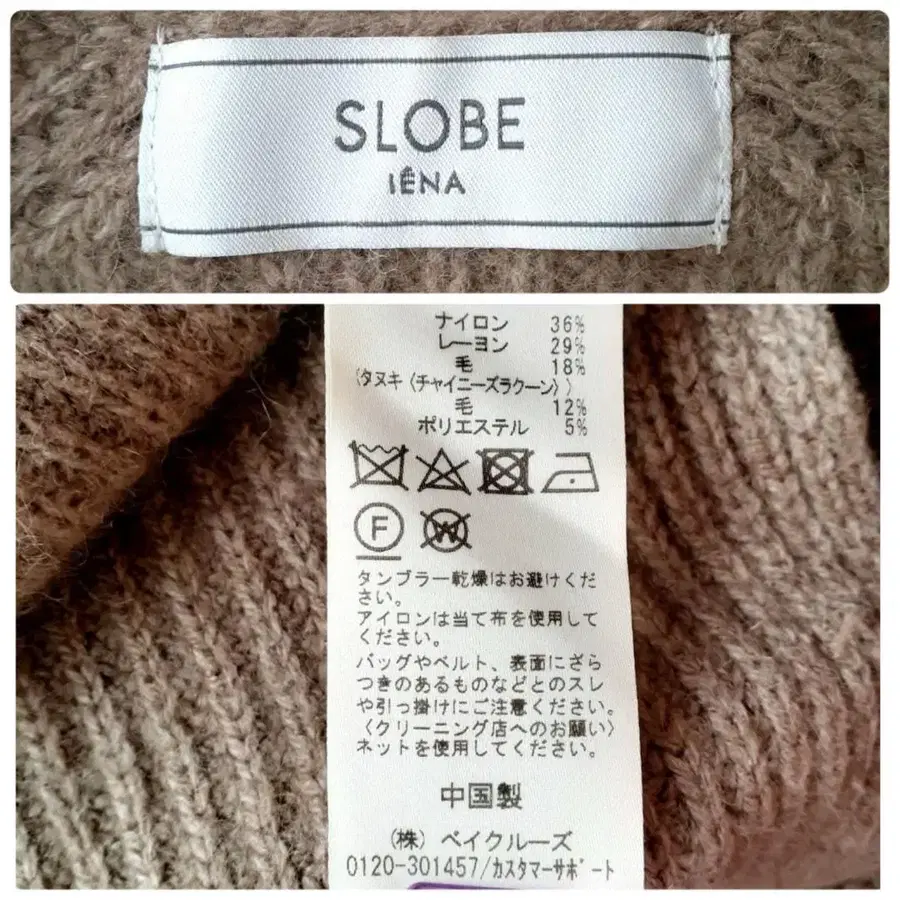 SLOBE
IÉNA
ナイロン 36%
レーヨン 29%
毛 18%
(タヌキ(チャイニーズラクーン))
毛 12%
ポリエステル 5%
F
W
タンブラー乾燥はお避けくだ
さい。
アイロンは当て布を使用して
ください。
バッグやベルト、表面にざら
つきのあるものなどとのスレ
や引っ掛けにご注意ください。
〈クリーニング店へのお願い〉
ネットを使用してください。
中国製
(株) ベイクルーズ
0120-301457/カスタマーサポート